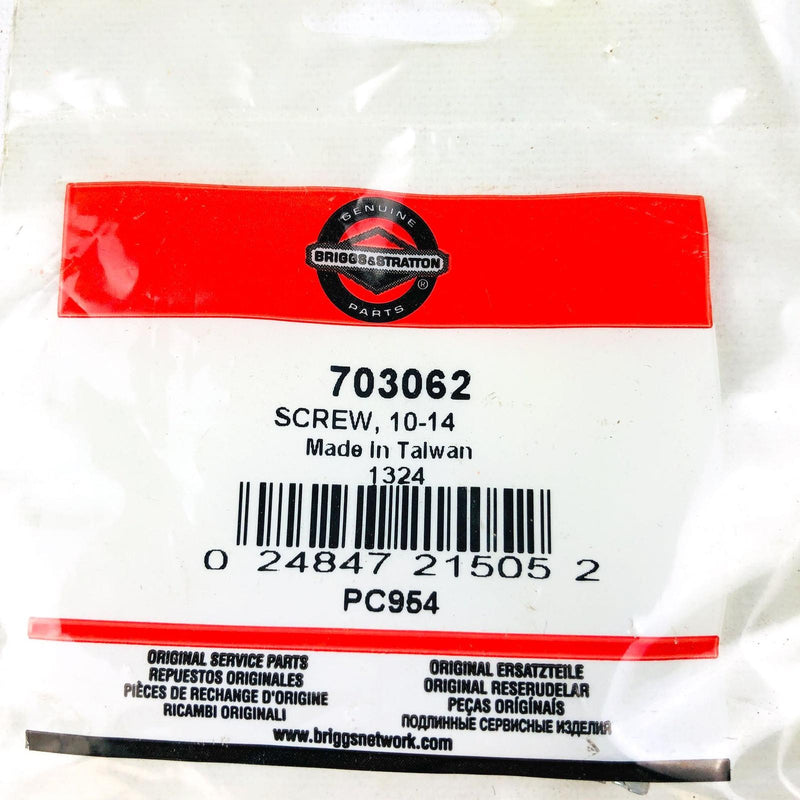 GENUINE
BRIGGS&STRATTON
®
PARTS
703062
SCREW, 10-14
Made In Taiwan
1324
0 24847 21505 2
PC954
ORIGINAL SERVICE PARTS
REPUESTOS ORIGINALES
PIÈCES DE RECHANGE D'ORIGINE
RICAMBI ORIGINALI
ORIGINAL ERSATZTEILE
ORIGINAL RESERUDELAR
PEÇAS ORIGÍNAIS
ПОДЛИННЫЕ СЕРВИСНЫЕ ИЗДЕЛИЯ
www.briggsnetwork.com